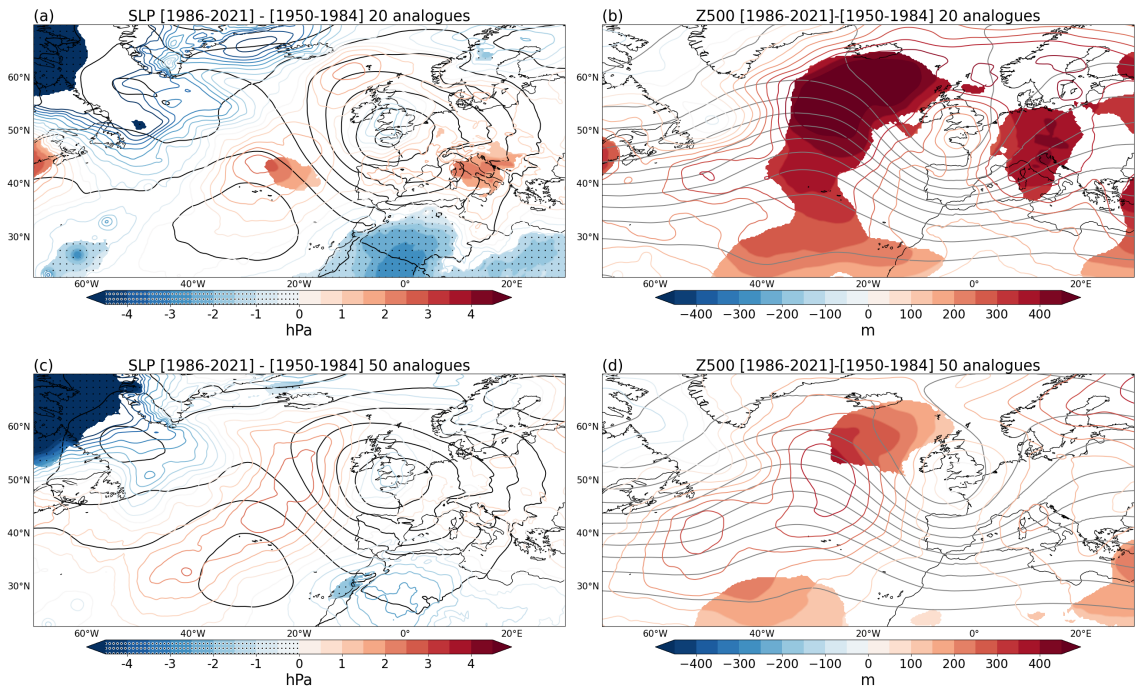 (a) SLP [1986-2021] - [1950-1984] 20 analogues
60°N
50°N
40°N
30°N
60°W 40°W 20°W 0° 20°E
−4 −3 −2 −1 0 1 2 3 4
hPa
(b) Z500 [1986-2021]-[1950-1984] 20 analogues
60°N
50°N
40°N
30°N
60°W 40°W 20°W 0° 20°E
−400 −300 −200 −100 0 100 200 300 400
m
(c) SLP [1986-2021] - [1950-1984] 50 analogues
60°N
50°N
40°N
30°N
60°W 40°W 20°W 0° 20°E
−4 −3 −2 −1 0 1 2 3 4
hPa
(d) Z500 [1986-2021]-[1950-1984] 50 analogues
60°N
50°N
40°N
30°N
60°W 40°W 20°W 0° 20°E
−400 −300 −200 −100 0 100 200 300 400
m